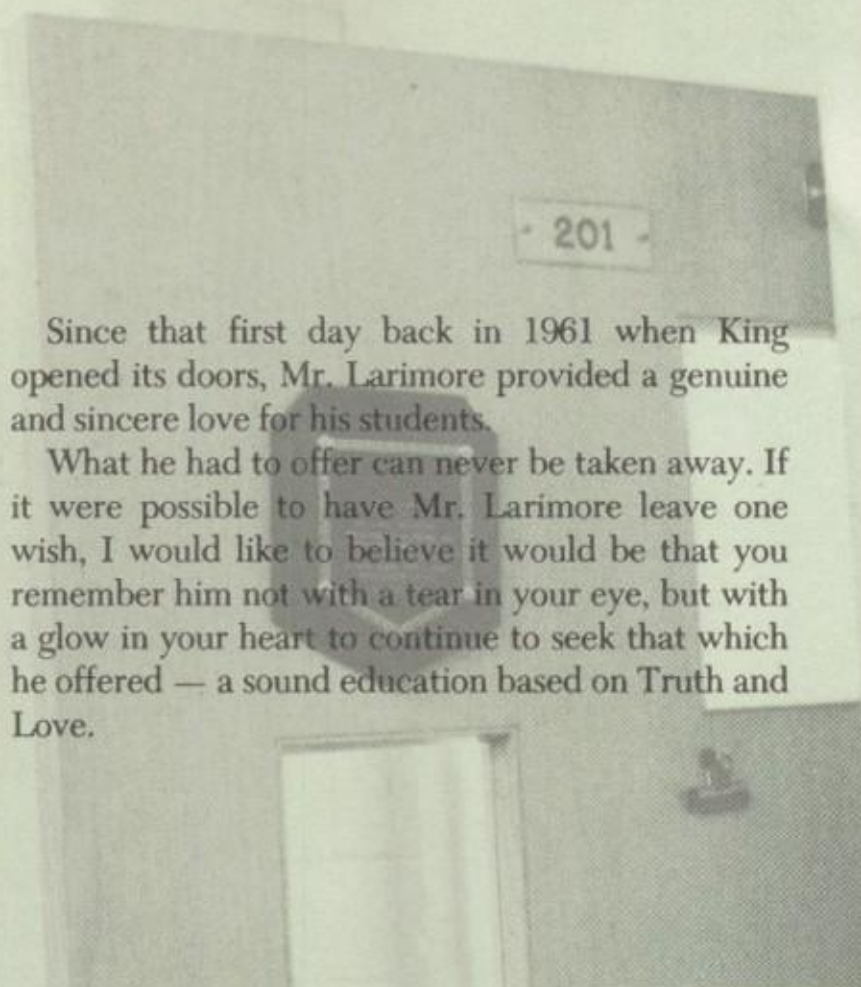 201
Since that first day back in 1961 when King
opened its doors, Mr. Larimore provided a genuine
and sincere love for his students.
What he had to offer can never be taken away. If
it were possible to have Mr. Larimore leave one
wish, I would like to believe it would be that you
remember him not with a tear in your eye, but with
a glow in your heart to continue to seek that which
he offered — a sound education based on Truth and
Love.